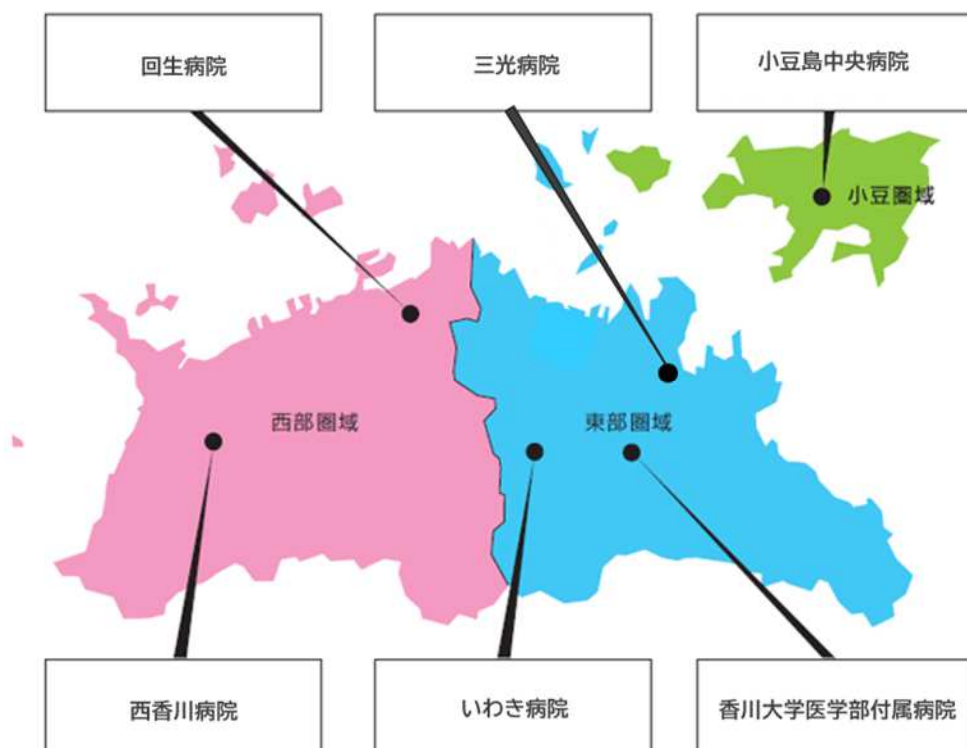 回生病院
三光病院
小豆島中央病院
小豆圏域
西部圏域
東部圏域
西香川病院
いわき病院
香川大学医学部付属病院